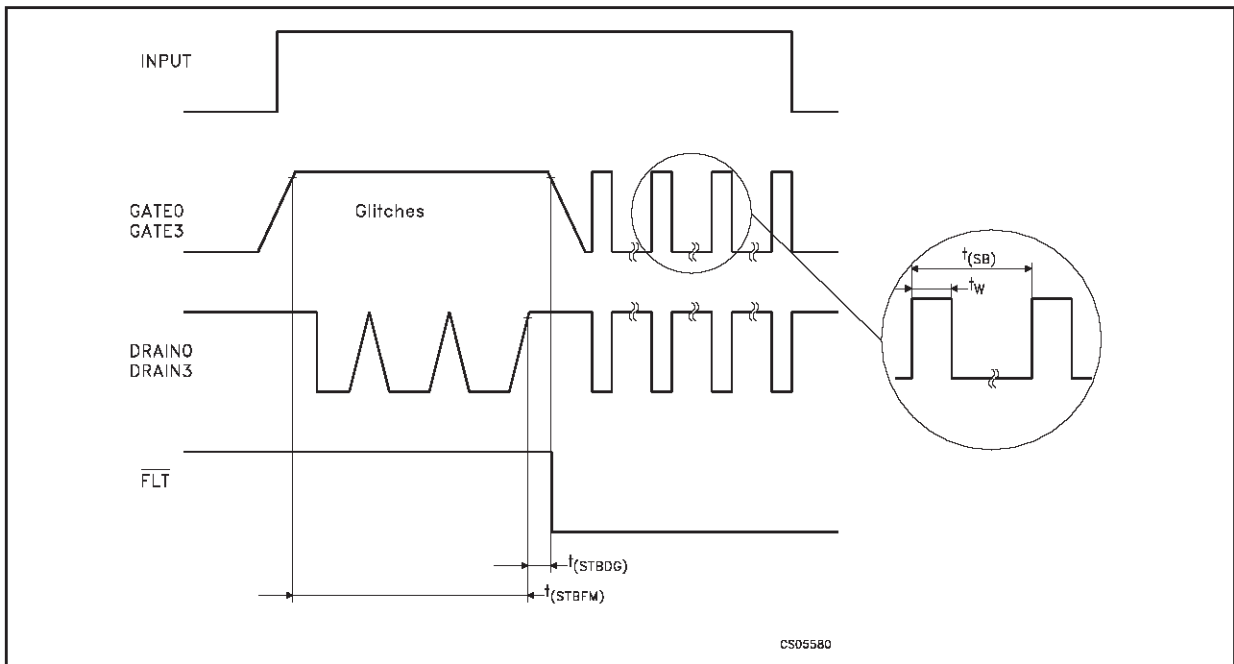 INPUT
GATE0
GATE3
Glitches
t(SB)
tW
DRAIN0
DRAIN3
FLT
t(STBDG)
t(STBFM)
CS05580